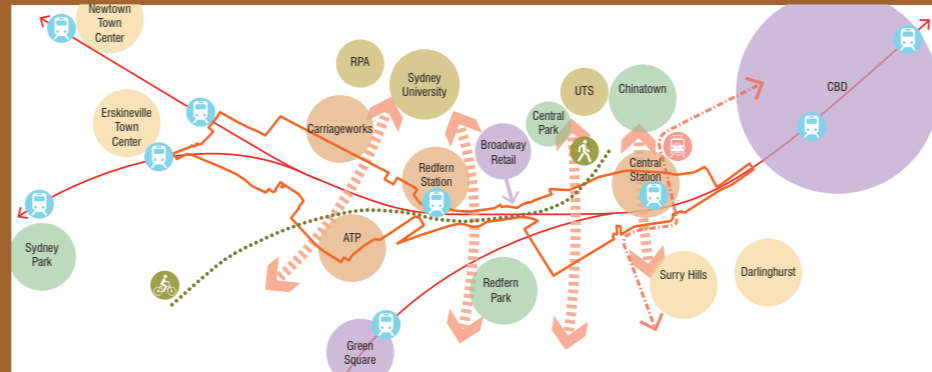 Newtown
Town
Center
RPA
Sydney
University
UTS
Chinatown
CBD
Erskineville
Town
Center
Carriageworks
Central
Park
Broadway
Retail
Redfern
Station
Central
Station
Sydney
Park
ATP
Redfern
Park
Surry Hills
Darlinghurst
Green
Square